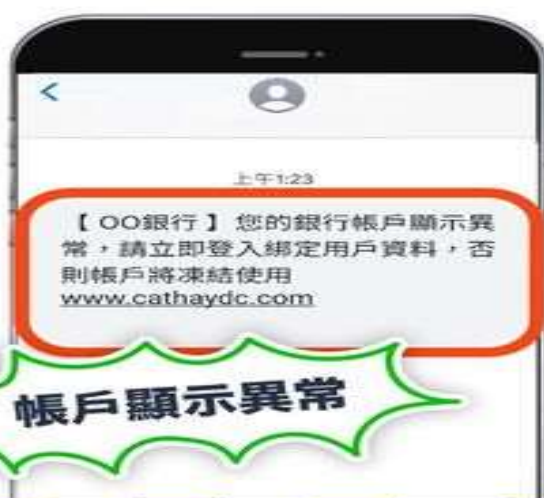 上午1:23
【 OO銀行 】 您的銀行帳戶顯示異
常，請立即登入綁定用戶資料，否
則帳戶將凍結使用
www.cathaydc.com
帳戶顯示異常